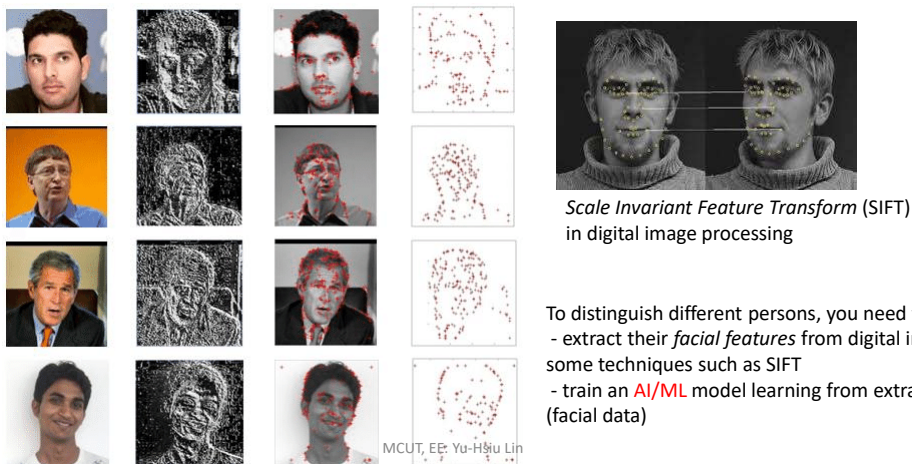 Scale Invariant Feature Transform (SIFT)
in digital image processing
To distinguish different persons, you need
- extract their facial features from digital
some techniques such as SIFT
- train an AI/ML model learning from
(facial data)
MCUT, EE: Yu-Hsiu Lin